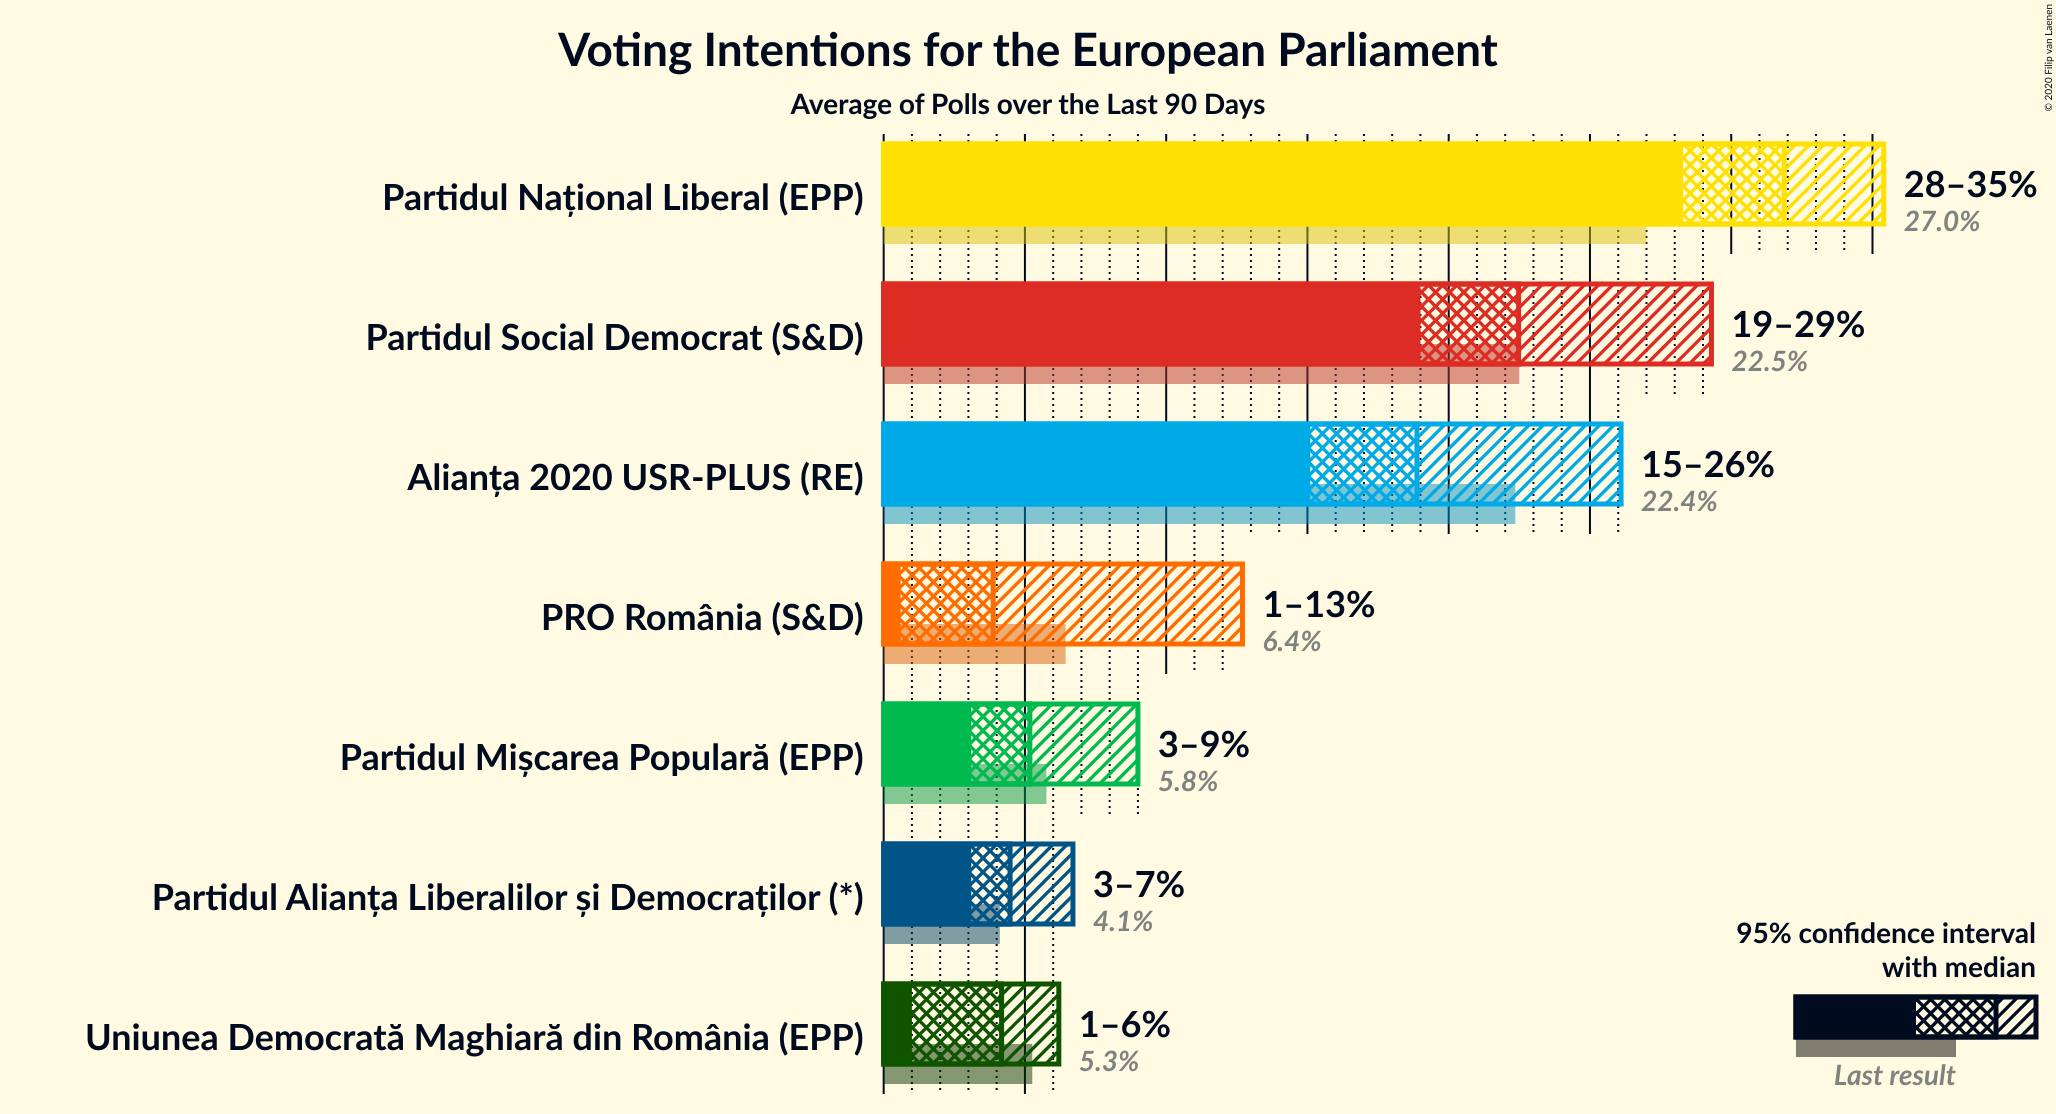 Voting Intentions for the European Parliament
Average of Polls over the Last 90 Days
© 2020 Filip van Laenen
Partidul Național Liberal (EPP)
28–35%
27.0%
Partidul Social Democrat (S&D)
19–29%
22.5%
Alianța 2020 USR-PLUS (RE)
15–26%
22.4%
PRO România (S&D)
1–13%
6.4%
Partidul Mișcarea Populară (EPP)
3–9%
5.8%
Partidul Alianța Liberalilor și Democraților (*)
3–7%
4.1%
Uniunea Democrată Maghiară din România (EPP)
1–6%
5.3%
95% confidence interval
with median
Last result